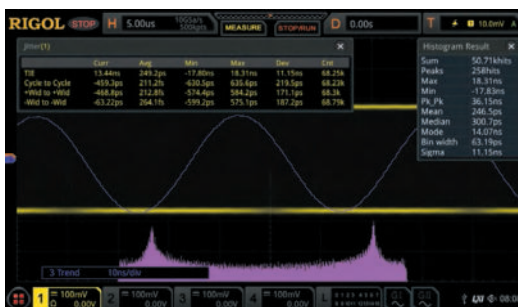 RIGOL STOP H 5.00us 10GSa/s 500kpts MEASURE STOP/RUN D 0.00s T 10.0mV A
Jitter(1) ×
Curr Avg Min Max Dev Cnt
TIE 13.44ns 249.2ps -17.80ns 18.31ns 11.15ns 68.25k
Cycle to Cycle -459.3ps 211.2fs -630.5ps 635.6ps 219.5ps 68.23k
+Wid to +Wid -468.8ps 212.8fs -574.4ps 584.2ps 171.1ps 68.3k
-Wid to -Wid -63.22ps 264.1fs -599.2ps 575.1ps 187.2ps 68.79k
Histogram Result ×
Sum 50.71khits
Peaks 258hits
Max 18.31ns
Min -17.83ns
Pk_Pk 36.15ns
Mean 246.5ps
Median 300.7ps
Mode 14.07ns
Bin width 63.19ps
Sigma 11.15ns
3 Trend 10ns/div
1 100mV 0.00V 2 100mV 0.00V 3 100mV 0.00V 4 100mV 0.00V L G1 G2 LXI